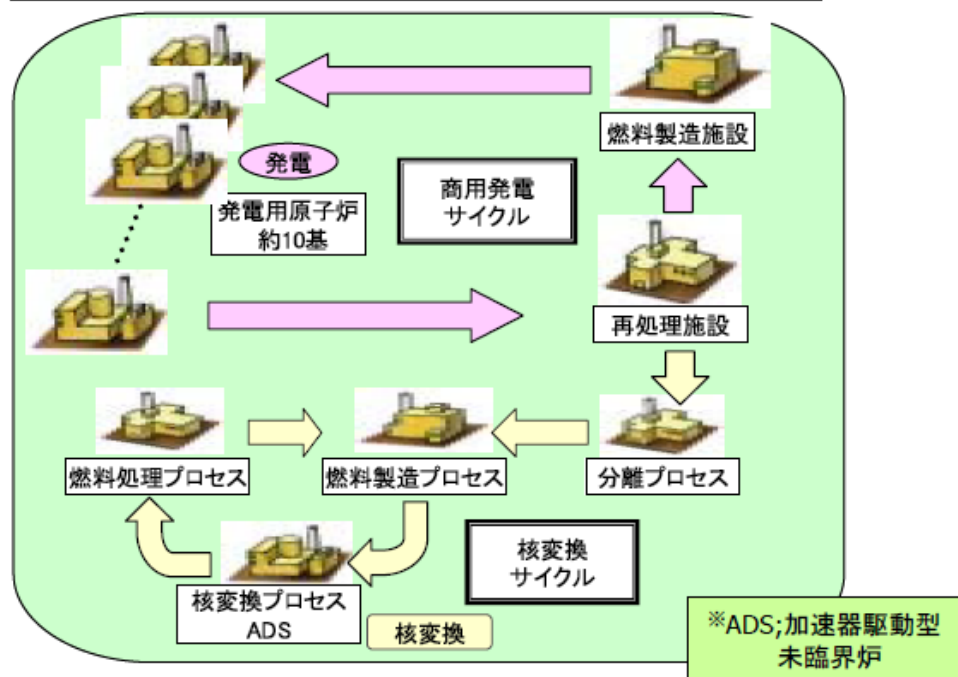 燃料製造施設
発電
発電用原子炉
約10基
商用発電
サイクル
再処理施設
燃料処理プロセス
燃料製造プロセス
分離プロセス
核変換プロセス
ADS
核変換
核変換
サイクル
※ADS;加速器駆動型
未臨界炉